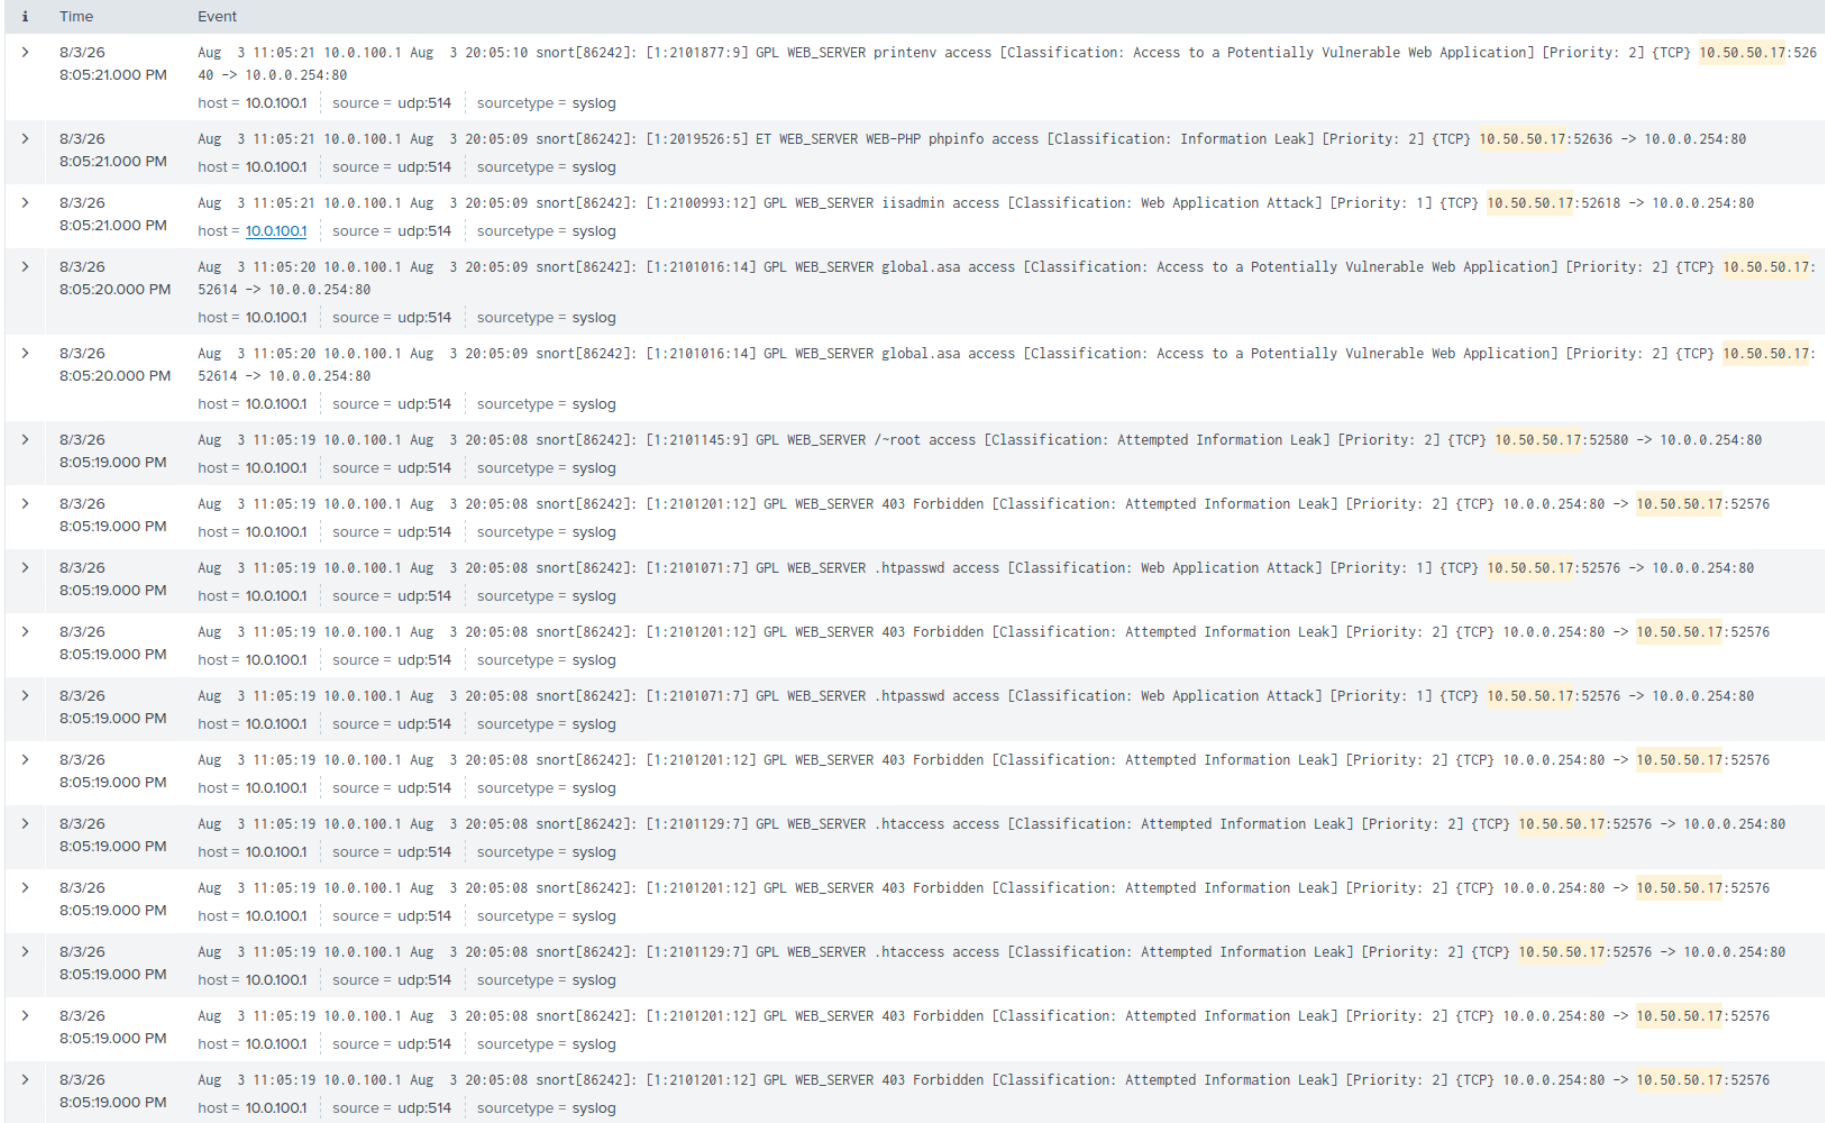 i Time Event
8/3/26 8:05:21.000 PM
Aug  3 11:05:21 10.0.100.1 Aug  3 20:05:10 snort[86242]: [1:2101877:9] GPL WEB_SERVER printenv access [Classification: Access to a Potentially Vulnerable Web Application] [Priority: 2] {TCP} 10.50.50.17:526
40 -> 10.0.0.254:80
host = 10.0.100.1 source = udp:514 sourcetype = syslog
8/3/26 8:05:21.000 PM
Aug  3 11:05:21 10.0.100.1 Aug  3 20:05:09 snort[86242]: [1:2019526:5] ET WEB_SERVER WEB-PHP phpinfo access [Classification: Information Leak] [Priority: 2] {TCP} 10.50.50.17:52636 -> 10.0.0.254:80
host = 10.0.100.1 source = udp:514 sourcetype = syslog
8/3/26 8:05:21.000 PM
Aug  3 11:05:21 10.0.100.1 Aug  3 20:05:09 snort[86242]: [1:2100993:12] GPL WEB_SERVER iisadmin access [Classification: Web Application Attack] [Priority: 1] {TCP} 10.50.50.17:52618 -> 10.0.0.254:80
host = 10.0.100.1 source = udp:514 sourcetype = syslog
8/3/26 8:05:20.000 PM
Aug  3 11:05:20 10.0.100.1 Aug  3 20:05:09 snort[86242]: [1:2101016:14] GPL WEB_SERVER global.asa access [Classification: Access to a Potentially Vulnerable Web Application] [Priority: 2] {TCP} 10.50.50.17:
52614 -> 10.0.0.254:80
host = 10.0.100.1 source = udp:514 sourcetype = syslog
8/3/26 8:05:20.000 PM
Aug  3 11:05:20 10.0.100.1 Aug  3 20:05:09 snort[86242]: [1:2101016:14] GPL WEB_SERVER global.asa access [Classification: Access to a Potentially Vulnerable Web Application] [Priority: 2] {TCP} 10.50.50.17:
52614 -> 10.0.0.254:80
host = 10.0.100.1 source = udp:514 sourcetype = syslog
8/3/26 8:05:19.000 PM
Aug  3 11:05:19 10.0.100.1 Aug  3 20:05:08 snort[86242]: [1:2101145:9] GPL WEB_SERVER /~root access [Classification: Attempted Information Leak] [Priority: 2] {TCP} 10.50.50.17:52580 -> 10.0.0.254:80
host = 10.0.100.1 source = udp:514 sourcetype = syslog
8/3/26 8:05:19.000 PM
Aug  3 11:05:19 10.0.100.1 Aug  3 20:05:08 snort[86242]: [1:2101201:12] GPL WEB_SERVER 403 Forbidden [Classification: Attempted Information Leak] [Priority: 2] {TCP} 10.0.0.254:80 -> 10.50.50.17:52576
host = 10.0.100.1 source = udp:514 sourcetype = syslog
8/3/26 8:05:19.000 PM
Aug  3 11:05:19 10.0.100.1 Aug  3 20:05:08 snort[86242]: [1:2101071:7] GPL WEB_SERVER .htpasswd access [Classification: Web Application Attack] [Priority: 1] {TCP} 10.50.50.17:52576 -> 10.0.0.254:80
host = 10.0.100.1 source = udp:514 sourcetype = syslog
8/3/26 8:05:19.000 PM
Aug  3 11:05:19 10.0.100.1 Aug  3 20:05:08 snort[86242]: [1:2101201:12] GPL WEB_SERVER 403 Forbidden [Classification: Attempted Information Leak] [Priority: 2] {TCP} 10.0.0.254:80 -> 10.50.50.17:52576
host = 10.0.100.1 source = udp:514 sourcetype = syslog
8/3/26 8:05:19.000 PM
Aug  3 11:05:19 10.0.100.1 Aug  3 20:05:08 snort[86242]: [1:2101071:7] GPL WEB_SERVER .htpasswd access [Classification: Web Application Attack] [Priority: 1] {TCP} 10.50.50.17:52576 -> 10.0.0.254:80
host = 10.0.100.1 source = udp:514 sourcetype = syslog
8/3/26 8:05:19.000 PM
Aug  3 11:05:19 10.0.100.1 Aug  3 20:05:08 snort[86242]: [1:2101201:12] GPL WEB_SERVER 403 Forbidden [Classification: Attempted Information Leak] [Priority: 2] {TCP} 10.0.0.254:80 -> 10.50.50.17:52576
host = 10.0.100.1 source = udp:514 sourcetype = syslog
8/3/26 8:05:19.000 PM
Aug  3 11:05:19 10.0.100.1 Aug  3 20:05:08 snort[86242]: [1:2101129:7] GPL WEB_SERVER .htaccess access [Classification: Attempted Information Leak] [Priority: 2] {TCP} 10.50.50.17:52576 -> 10.0.0.254:80
host = 10.0.100.1 source = udp:514 sourcetype = syslog
8/3/26 8:05:19.000 PM
Aug  3 11:05:19 10.0.100.1 Aug  3 20:05:08 snort[86242]: [1:2101201:12] GPL WEB_SERVER 403 Forbidden [Classification: Attempted Information Leak] [Priority: 2] {TCP} 10.0.0.254:80 -> 10.50.50.17:52576
host = 10.0.100.1 source = udp:514 sourcetype = syslog
8/3/26 8:05:19.000 PM
Aug  3 11:05:19 10.0.100.1 Aug  3 20:05:08 snort[86242]: [1:2101129:7] GPL WEB_SERVER .htaccess access [Classification: Attempted Information Leak] [Priority: 2] {TCP} 10.50.50.17:52576 -> 10.0.0.254:80
host = 10.0.100.1 source = udp:514 sourcetype = syslog
8/3/26 8:05:19.000 PM
Aug  3 11:05:19 10.0.100.1 Aug  3 20:05:08 snort[86242]: [1:2101201:12] GPL WEB_SERVER 403 Forbidden [Classification: Attempted Information Leak] [Priority: 2] {TCP} 10.0.0.254:80 -> 10.50.50.17:52576
host = 10.0.100.1 source = udp:514 sourcetype = syslog
8/3/26 8:05:19.000 PM
Aug  3 11:05:19 10.0.100.1 Aug  3 20:05:08 snort[86242]: [1:2101201:12] GPL WEB_SERVER 403 Forbidden [Classification: Attempted Information Leak] [Priority: 2] {TCP} 10.0.0.254:80 -> 10.50.50.17:52576
host = 10.0.100.1 source = udp:514 sourcetype = syslog